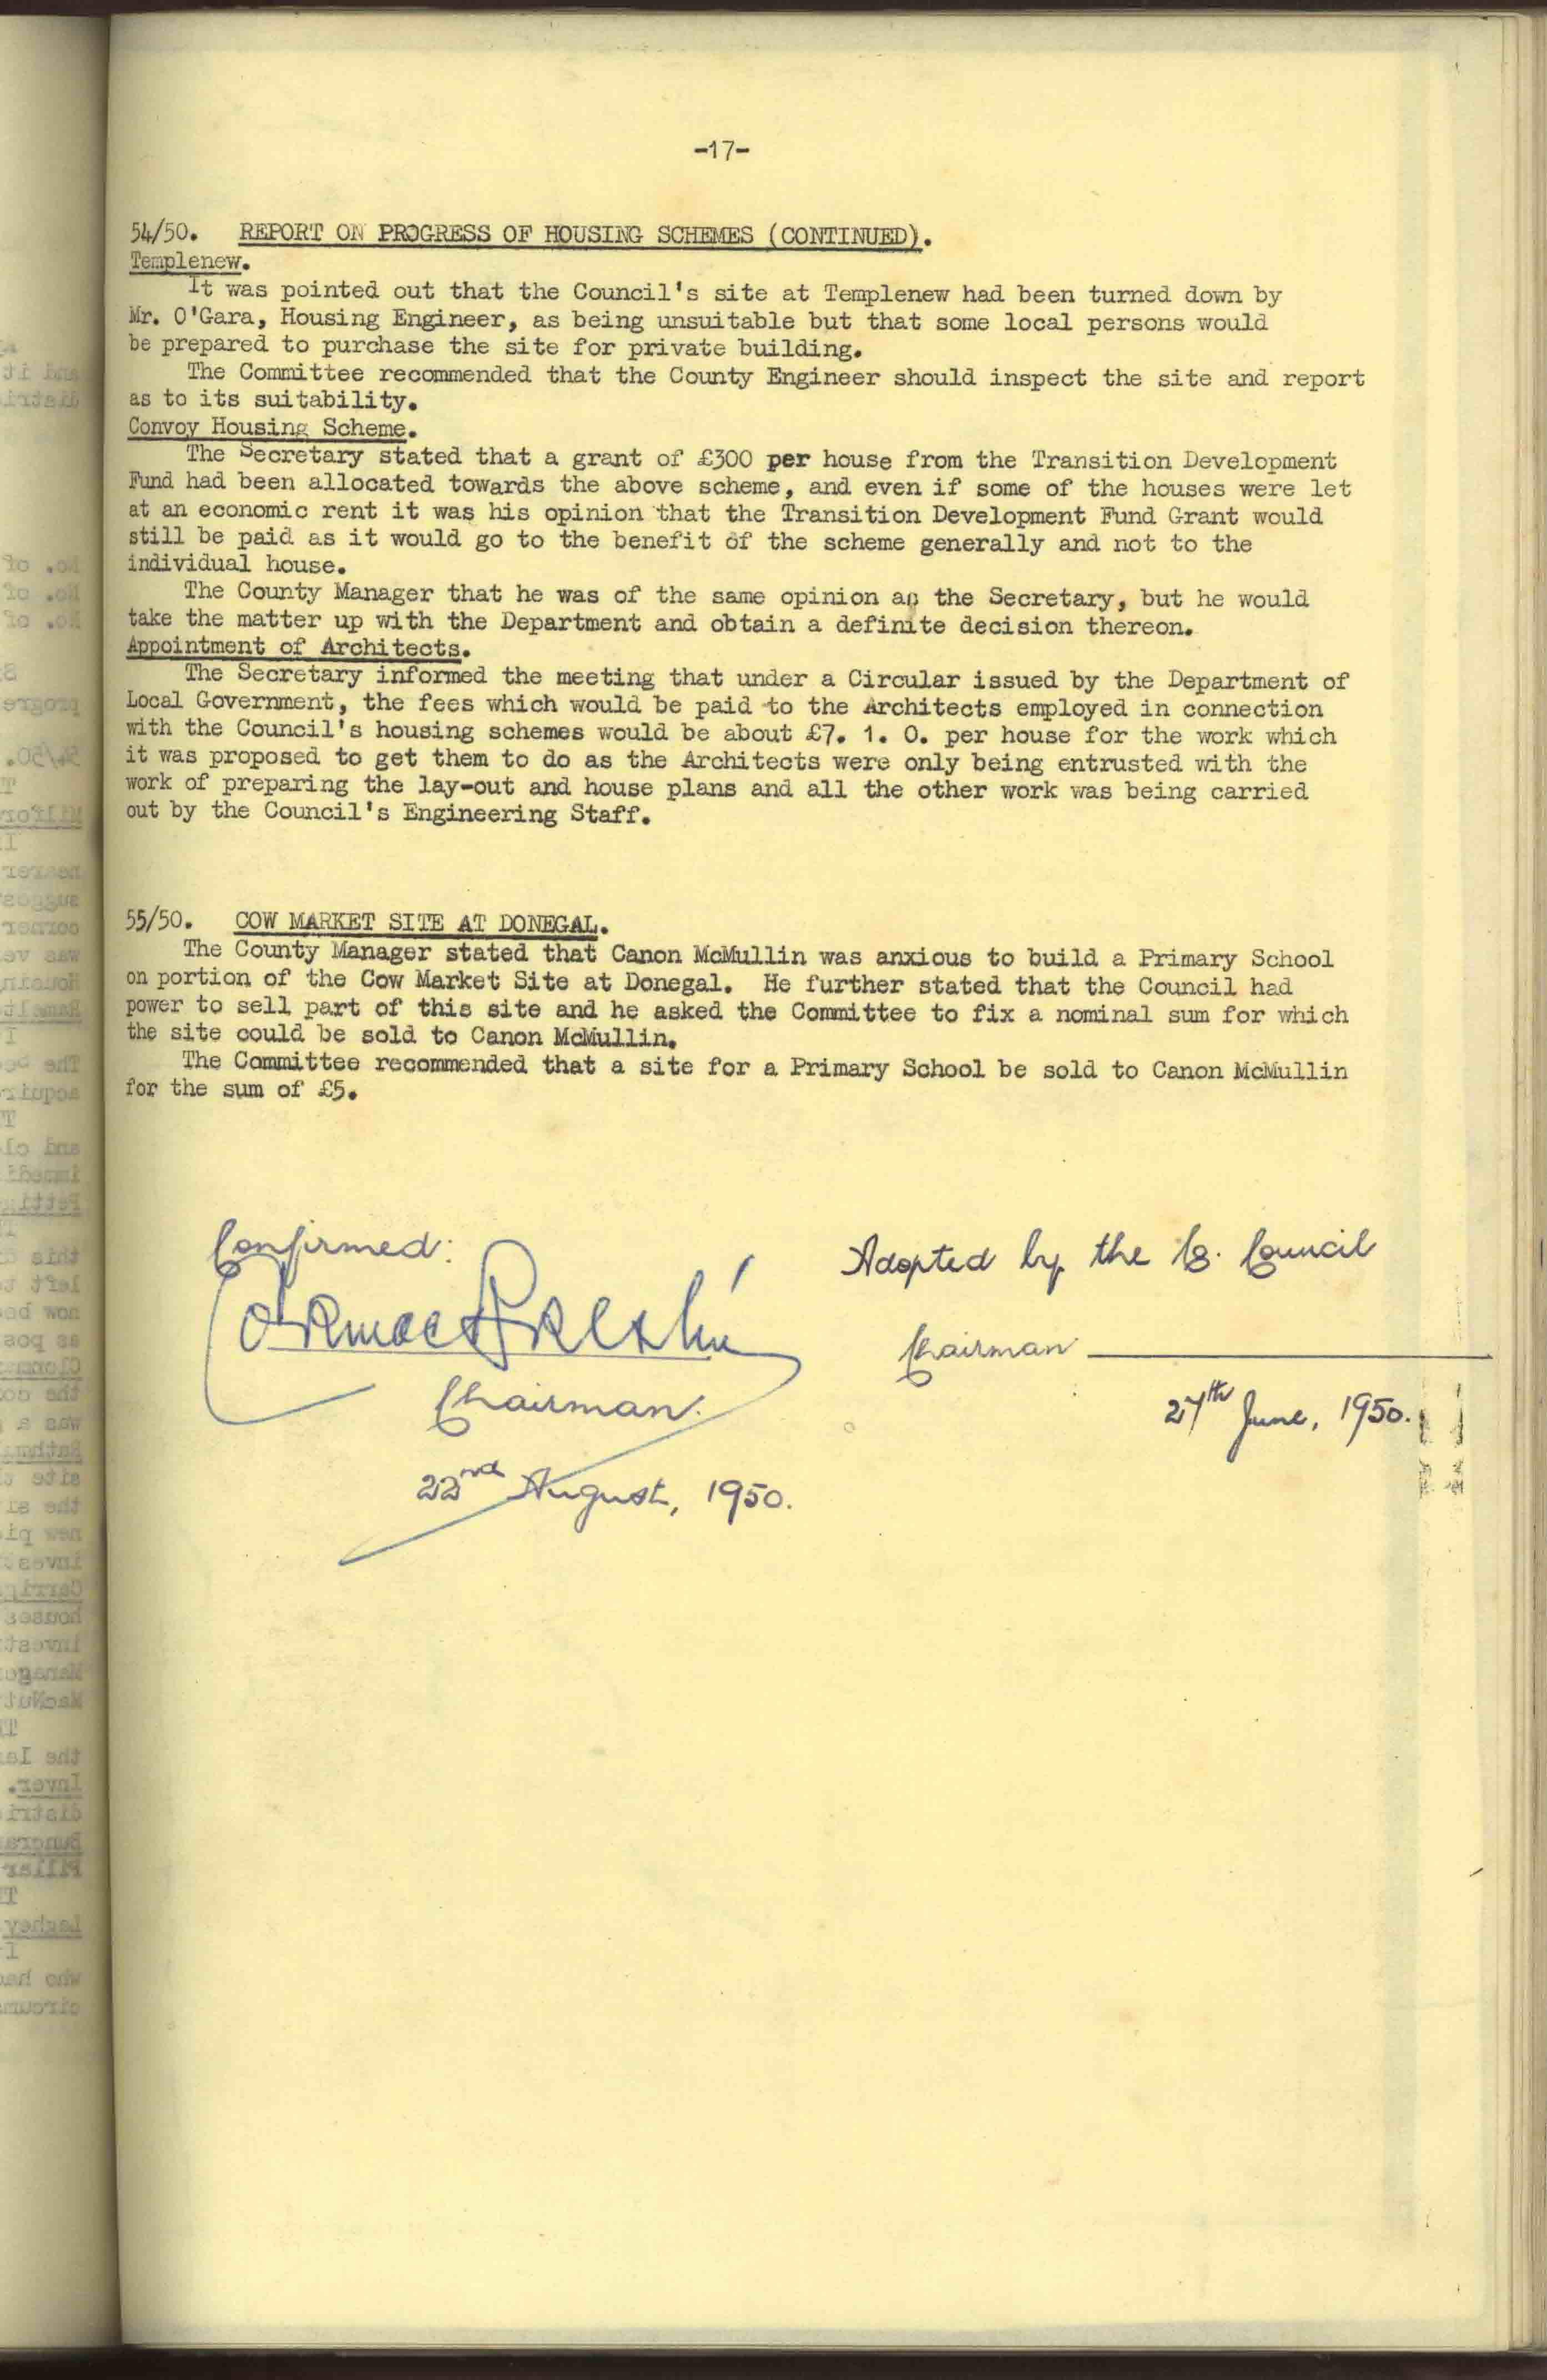 -17-
54/50. REPORT ON PROGRESS OF HOUSING SCHEMES (CONTINUED).
Templenew.
It was pointed out that the Council's site at Templenew had been turned down by
Mr. O'Gara, Housing Engineer, as being unsuitable but that some local persons would
be prepared to purchase the site for private building.
The Committee recommended that the County Engineer should inspect the site and report
as to its suitability.
Convoy Housing Scheme.
The Secretary stated that a grant of £300 per house from the Transition Development
Fund had been allocated towards the above scheme, and even if some of the houses were let
at an economic rent it was his opinion that the Transition Development Fund Grant would
still be paid as it would go to the benefit of the scheme generally and not to the
individual house.
The County Manager that he was of the same opinion as the Secretary, but he would
take the matter up with the Department and obtain a definite decision thereon.
Appointment of Architects.
The Secretary informed the meeting that under a Circular issued by the Department of
Local Government, the fees which would be paid to the Architects employed in connection
with the Council's housing schemes would be about £7. 1. 0. per house for the work which
it was proposed to get them to do as the Architects were only being entrusted with the
work of preparing the lay-out and house plans and all the other work was being carried
out by the Council's Engineering Staff.
55/50. COW MARKET SITE AT DONEGAL.
The County Manager stated that Canon McMullin was anxious to build a Primary School
on portion of the Cow Market Site at Donegal. He further stated that the Council had
power to sell part of this site and he asked the Committee to fix a nominal sum for which
the site could be sold to Canon McMullin.
The Committee recommended that a site for a Primary School be sold to Canon McMullin
for the sum of £5.
Confirmed:
Chairman.
22nd August, 1950.
Adopted by the Co. Council
Chairman
27th June, 1950.